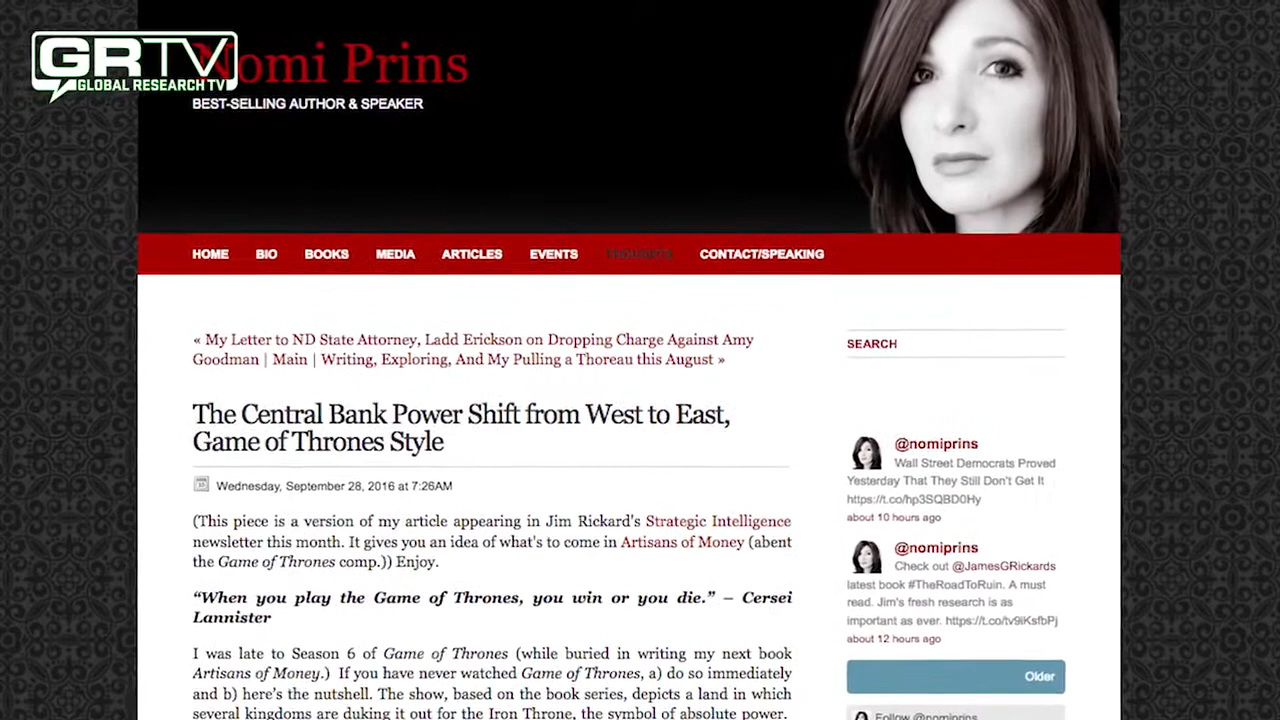 GRTV
GLOBAL RESEARCH TV
Nomi Prins
BEST-SELLING AUTHOR & SPEAKER
HOME BIO BOOKS MEDIA ARTICLES EVENTS THOUGHTS CONTACT/SPEAKING
« My Letter to ND State Attorney, Ladd Erickson on Dropping Charge Against Amy
Goodman | Main | Writing, Exploring, And My Pulling a Thoreau this August »
The Central Bank Power Shift from West to East,
Game of Thrones Style
Wednesday, September 28, 2016 at 7:26AM
(This piece is a version of my article appearing in Jim Rickard's Strategic Intelligence
newsletter this month. It gives you an idea of what's to come in Artisans of Money (abent
the Game of Thrones comp.)) Enjoy.
“When you play the Game of Thrones, you win or you die.” – Cersei
Lannister
I was late to Season 6 of Game of Thrones (while buried in writing my next book
Artisans of Money.) If you have never watched Game of Thrones, a) do so immediately
and b) here’s the nutshell. The show, based on the book series, depicts a land in which
several kingdoms are duking it out for the Iron Throne, the symbol of absolute power.
SEARCH
@nomiprins
Wall Street Democrats Proved
Yesterday That They Still Don't Get It
https://t.co/hp3SQBD0Hy
about 10 hours ago
@nomiprins
Check out @JamesGRickards
latest book #TheRoadToRuin. A must
read. Jim's fresh research is as
important as ever. https://t.co/tv9iKsfbPj
about 12 hours ago
Older
Follow @nomiprins